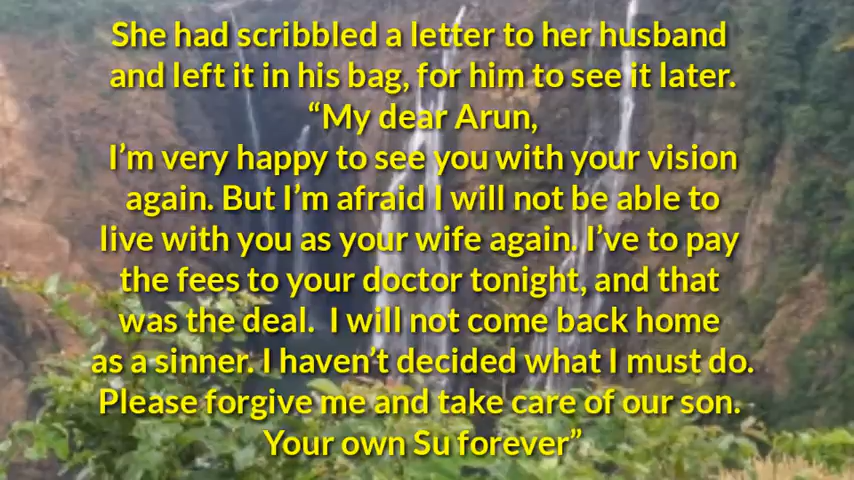 She had scribbled a letter to her husband
and left it in his bag, for him to see it later.
“My dear Arun,
I’m very happy to see you with your vision
again. But I’m afraid I will not be able to
live with you as your wife again. I’ve to pay
the fees to your doctor tonight, and that
was the deal. I will not come back home
as a sinner. I haven’t decided what I must do.
Please forgive me and take care of our son.
Your own Su forever”